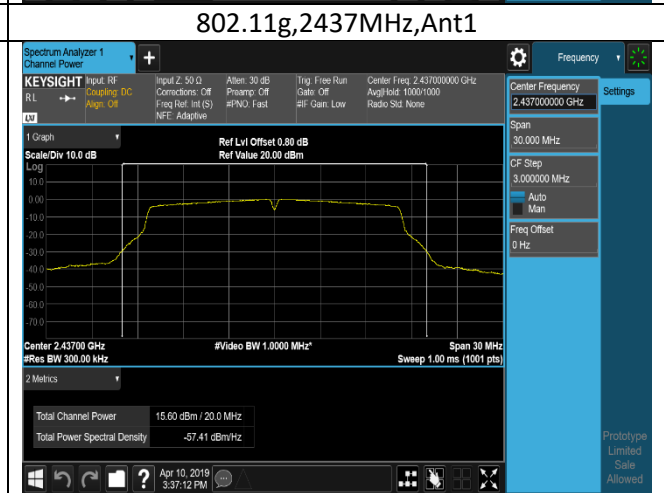 802.11g,2437MHz,Ant1
Spectrum Analyzer 1
Channel Power
+
Frequency
KEYSIGHT
Input: RF
Coupling: DC
Align: Off
RL
LXI
Input Z: 50 Ω
Corrections: Off
Freq Ref: Int (S)
NFE: Adaptive
Atten: 30 dB
Preamp: Off
#PNO: Fast
Trig: Free Run
Gate: Off
#IF Gain: Low
Center Freq: 2.437000000 GHz
Avg|Hold: 1000/1000
Radio Std: None
Center Frequency
2.437000000 GHz
Settings
Span
30.000 MHz
CF Step
3.000000 MHz
Auto
Man
Freq Offset
0 Hz
1 Graph
Scale/Div 10.0 dB
Ref Lvl Offset 0.80 dB
Ref Value 20.00 dBm
Log
10.0
0.00
-10.0
-20.0
-30.0
-40.0
-50.0
-60.0
-70.0
Center 2.43700 GHz
#Video BW 1.0000 MHz*
Span 30 MHz
#Res BW 300.00 kHz
Sweep 1.00 ms (1001 pts)
2 Metrics
Total Channel Power 15.60 dBm / 20.0 MHz
Total Power Spectral Density -57.41 dBm/Hz
Prototype
Limited
Sale
Allowed
?
Apr 10, 2019
3:37:12 PM